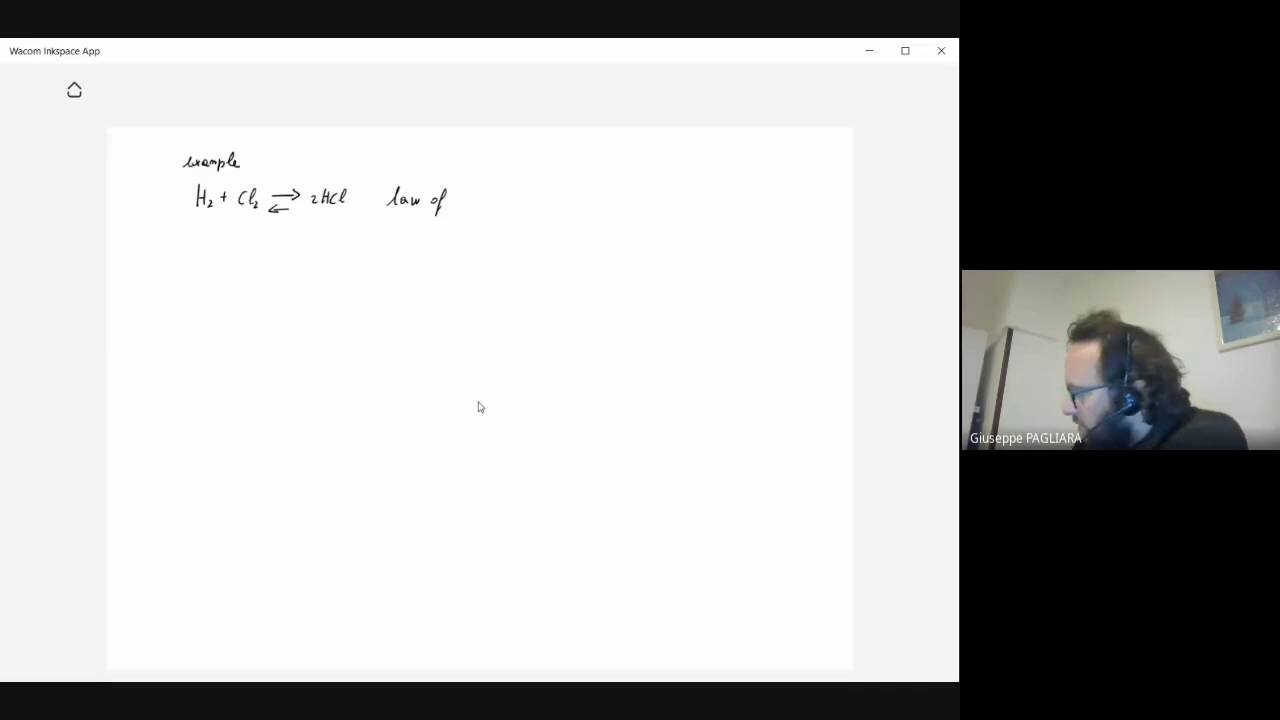 Wacom Inkspace App
example
H₂ + Cl₂ ⇌ 2HCl law of
Giuseppe PAGLIARA